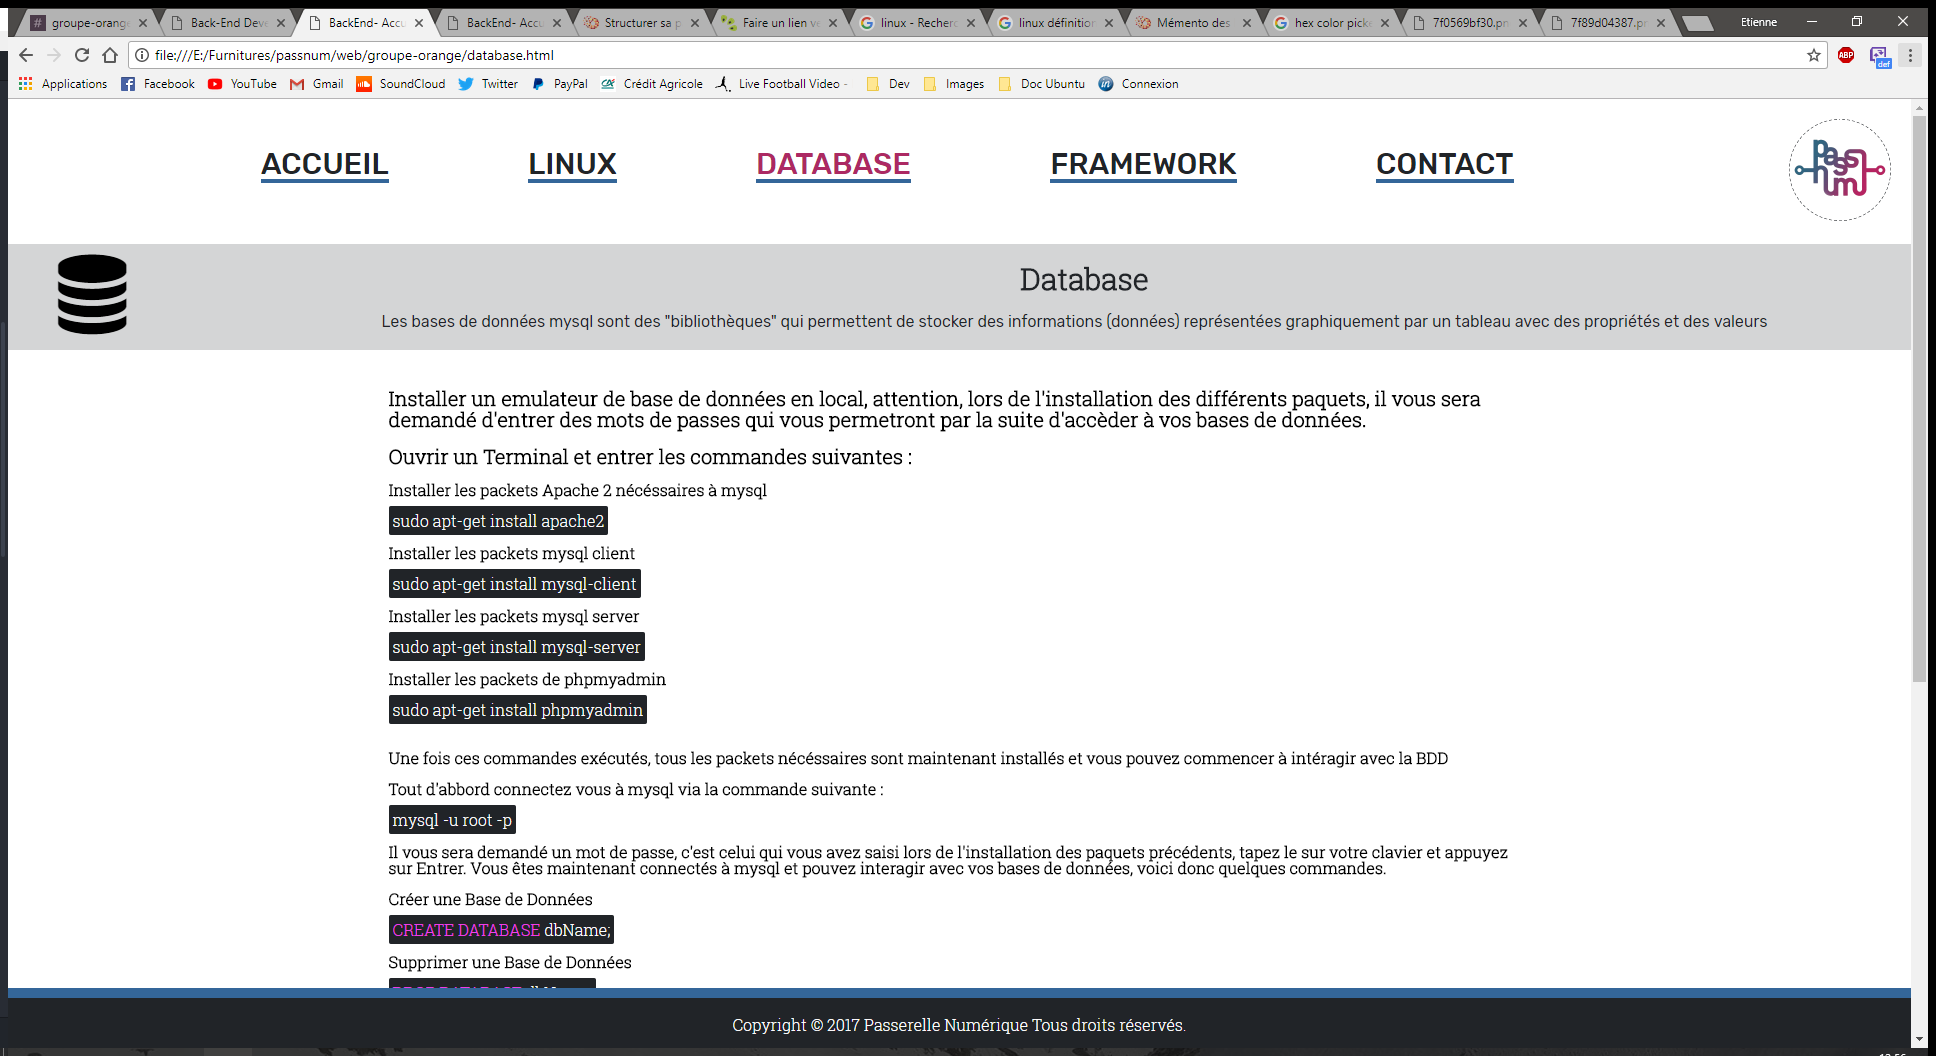 groupe-orange
Back-End Deve
BackEnd- Accu
BackEnd- Accu
Structurer sa p
Faire un lien ve
linux - Recherc
linux définition
Mémento des
hex color picke
7f0569bf30.pn
7f89d04387.pr
Etienne
file:///E:/Furnitures/passnum/web/groupe-orange/database.html
ABP
def
Applications
Facebook
YouTube
Gmail
SoundCloud
Twitter
PayPal
Crédit Agricole
Live Football Video -
Dev
Images
Doc Ubuntu
Connexion
ACCUEIL
LINUX
DATABASE
FRAMEWORK
CONTACT
pass
num
Database
Les bases de données mysql sont des "bibliothèques" qui permettent de stocker des informations (données) représentées graphiquement par un tableau avec des propriétés et des valeurs
Installer un emulateur de base de données en local, attention, lors de l'installation des différents paquets, il vous sera
demandé d'entrer des mots de passes qui vous permetront par la suite d'accèder à vos bases de données.
Ouvrir un Terminal et entrer les commandes suivantes :
Installer les packets Apache 2 nécéssaires à mysql
sudo apt-get install apache2
Installer les packets mysql client
sudo apt-get install mysql-client
Installer les packets mysql server
sudo apt-get install mysql-server
Installer les packets de phpmyadmin
sudo apt-get install phpmyadmin
Une fois ces commandes exécutés, tous les packets nécéssaires sont maintenant installés et vous pouvez commencer à intéragir avec la BDD
Tout d'abbord connectez vous à mysql via la commande suivante :
mysql -u root -p
Il vous sera demandé un mot de passe, c'est celui qui vous avez saisi lors de l'installation des paquets précédents, tapez le sur votre clavier et appuyez
sur Entrer. Vous êtes maintenant connectés à mysql et pouvez interagir avec vos bases de données, voici donc quelques commandes.
Créer une Base de Données
CREATE DATABASE dbName;
Supprimer une Base de Données
Copyright © 2017 Passerelle Numérique Tous droits réservés.